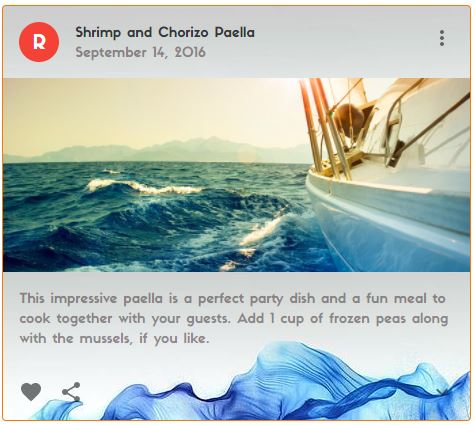 R
Shrimp and Chorizo Paella
September 14, 2016
This impressive paella is a perfect party dish and a fun meal to
cook together with your guests. Add 1 cup of frozen peas along
with the mussels, if you like.